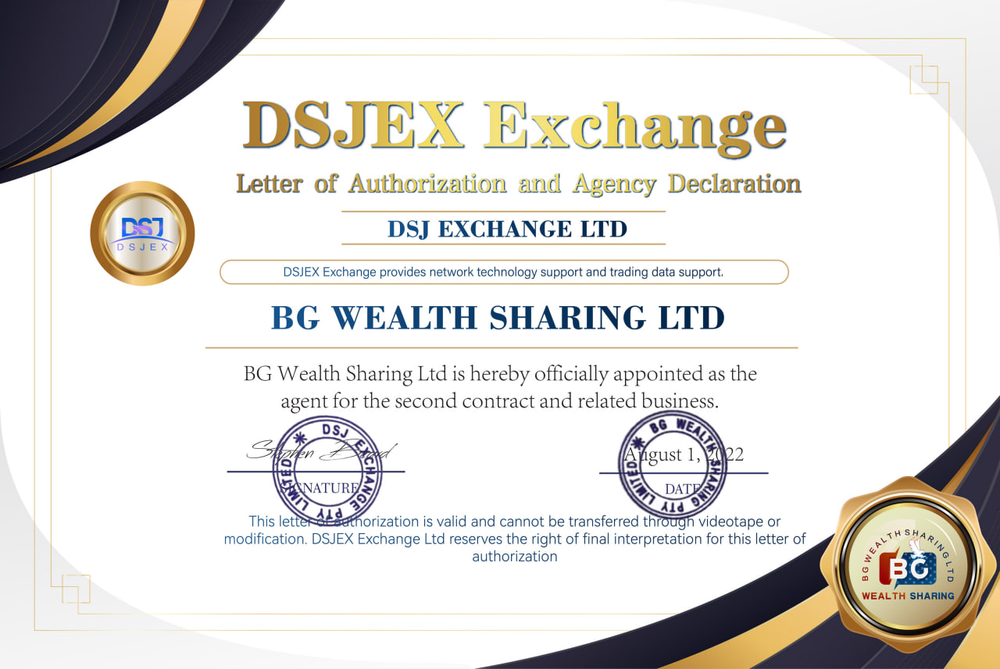 DSJEX Exchange
Letter of Authorization and Agency Declaration
DSJ EXCHANGE LTD
DSJ
DSJEX
DSJEX Exchange provides network technology support and trading data support.
BG WEALTH SHARING LTD
BG Wealth Sharing Ltd is hereby officially appointed as the
agent for the second contract and related business.
DSJ EXCHANGE PTY LIMITED
Stephen Beard
SIGNATURE
BG WEALTH SHARING PTY LIMITED
August 1, 2022
DATE
This letter of authorization is valid and cannot be transferred through videotape or
modification. DSJEX Exchange Ltd reserves the right of final interpretation for this letter of
authorization
BG WEALTH SHARING LTD
BG
WEALTH SHARING